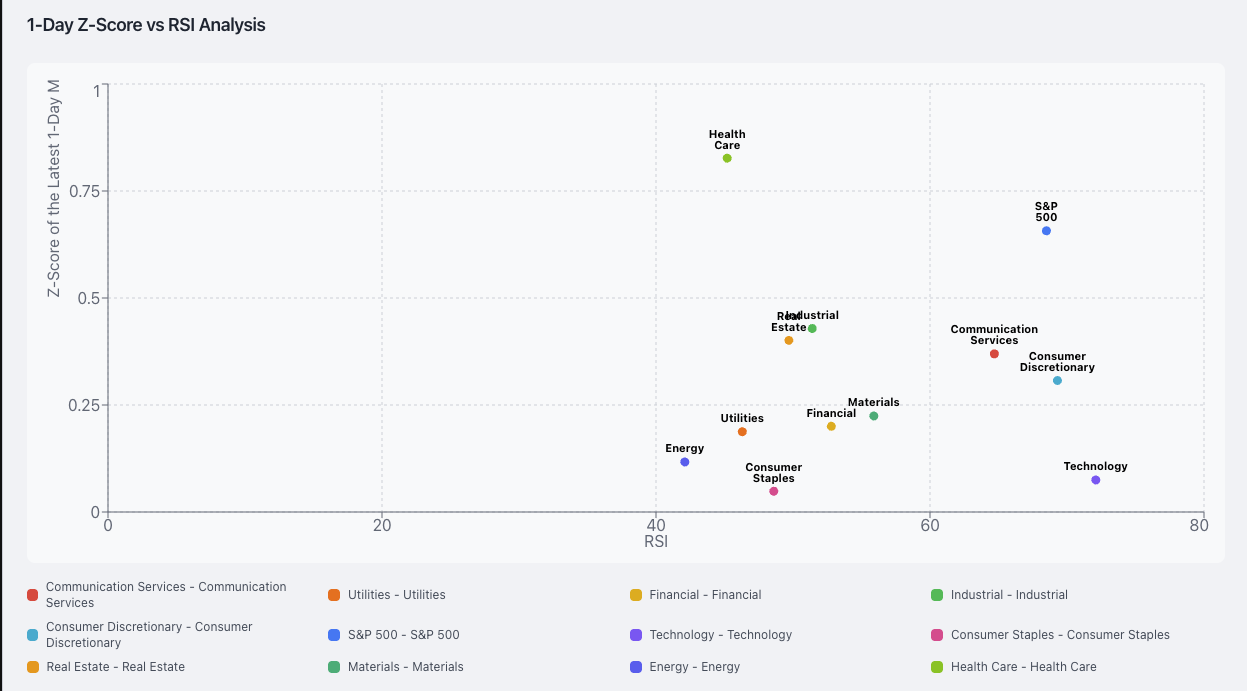 1-Day Z-Score vs RSI Analysis
Z-Score of the Latest 1-Day M
1
0.75
0.5
0.25
0
0
20
40
60
80
RSI
Health
Care
S&P
500
Real
Estate
Industrial
Communication
Services
Consumer
Discretionary
Materials
Financial
Utilities
Energy
Consumer
Staples
Technology
Communication Services - Communication
Services
Utilities - Utilities
Financial - Financial
Industrial - Industrial
Consumer Discretionary - Consumer
Discretionary
S&P 500 - S&P 500
Technology - Technology
Consumer Staples - Consumer Staples
Real Estate - Real Estate
Materials - Materials
Energy - Energy
Health Care - Health Care